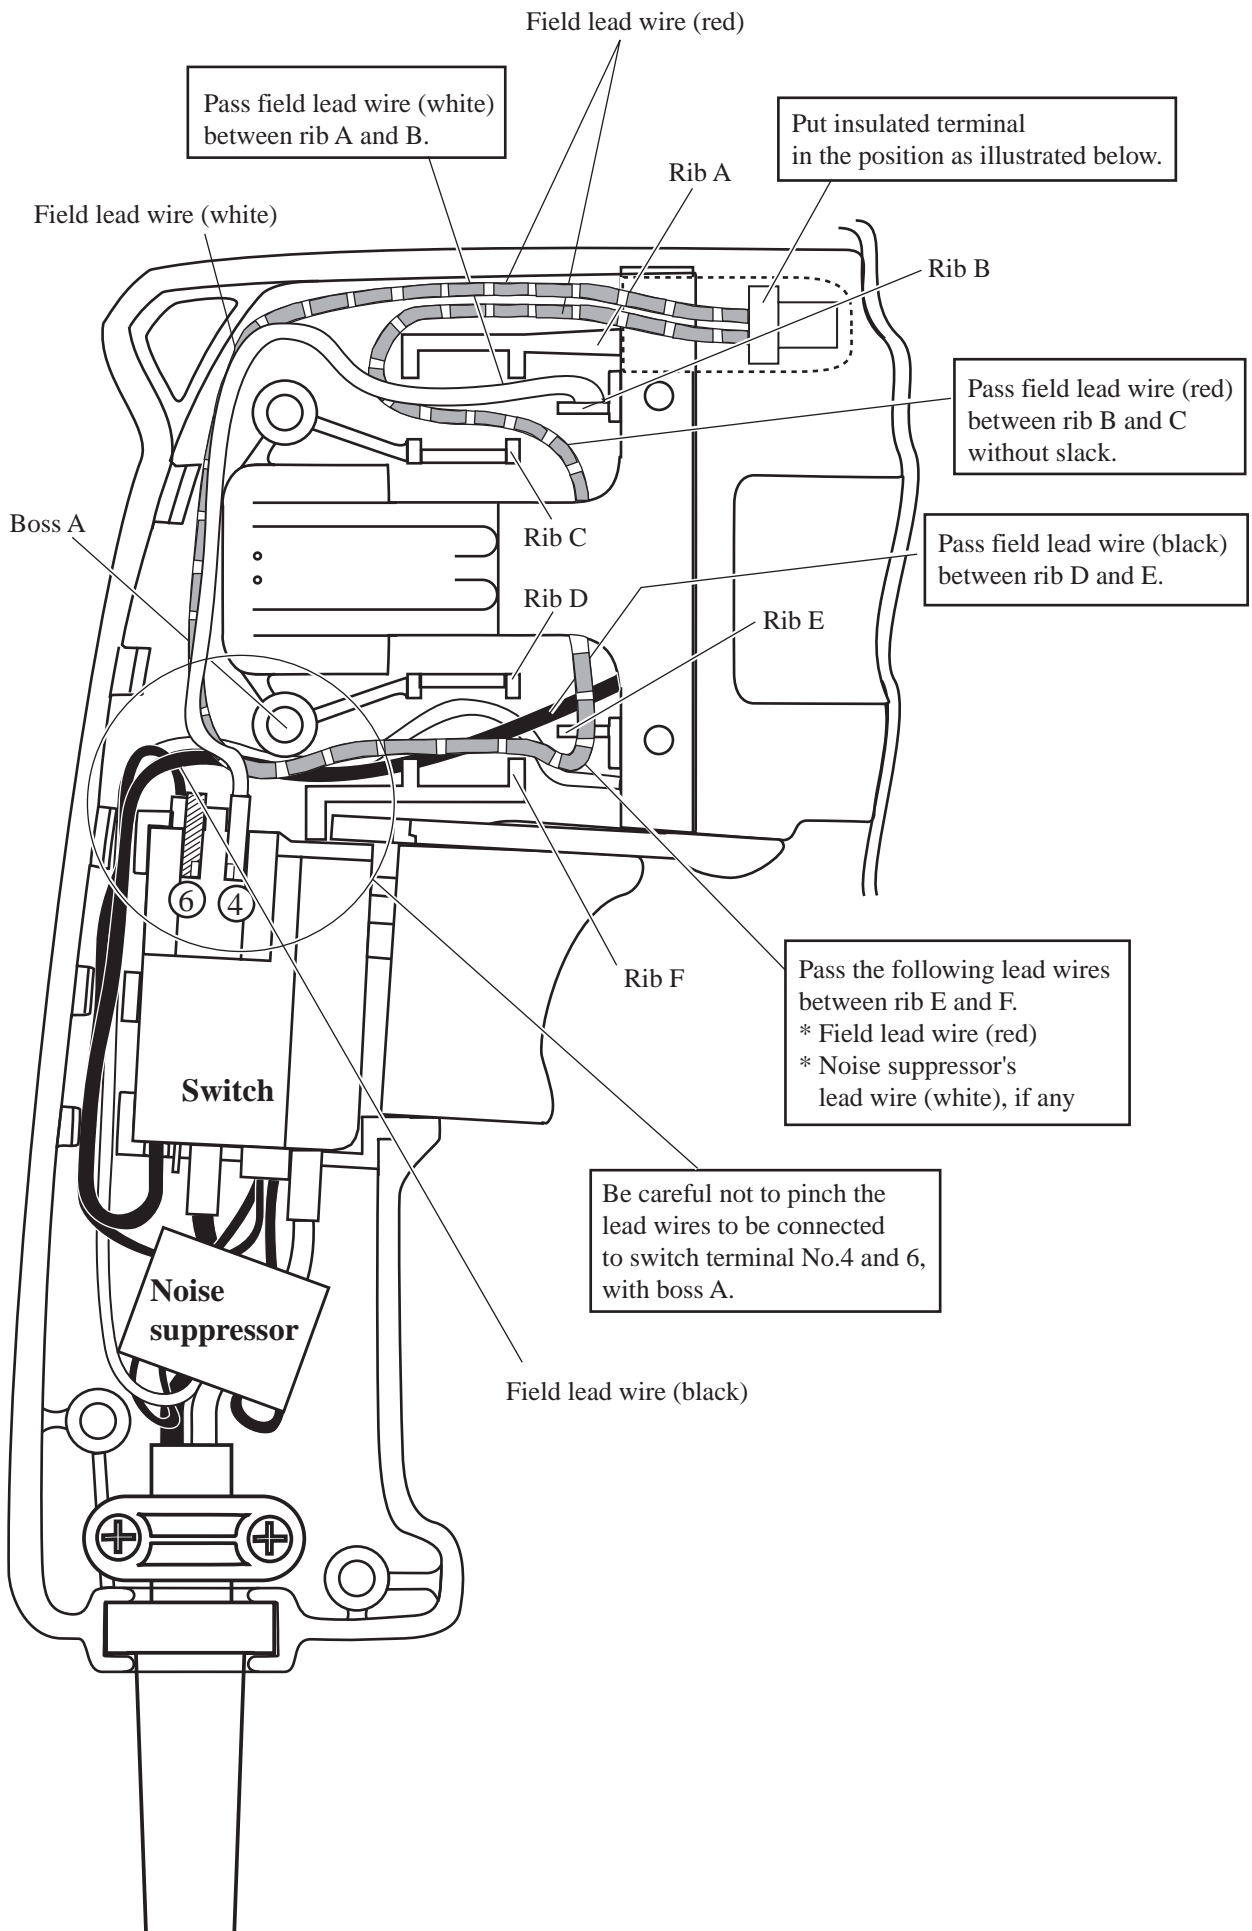 Field lead wire (red)
Pass field lead wire (white)
between rib A and B.
Put insulated terminal
in the position as illustrated below.
Rib A
Field lead wire (white)
Rib B
Pass field lead wire (red)
between rib B and C
without slack.
Boss A
Rib C
Pass field lead wire (black)
between rib D and E.
Rib D
Rib E
6
4
Rib F
Pass the following lead wires
between rib E and F.
* Field lead wire (red)
* Noise suppressor's
lead wire (white), if any
Switch
Be careful not to pinch the
lead wires to be connected
to switch terminal No.4 and 6,
with boss A.
Noise
suppressor
Field lead wire (black)